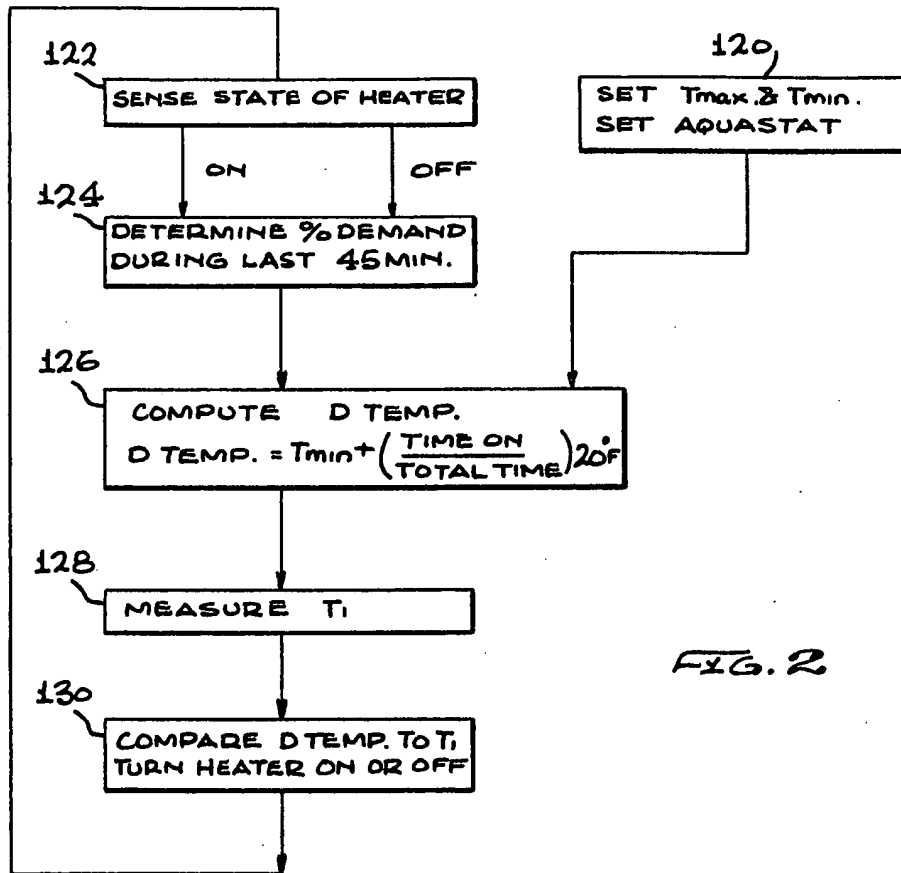 122
SENSE STATE OF HEATER
120
SET Tmax. & Tmin.
SET AQUASTAT
ON OFF
124
DETERMINE % DEMAND
DURING LAST 45 MIN.
126
COMPUTE D TEMP.
D TEMP. = Tmin + (TIME ON / TOTAL TIME) 20°F
128
MEASURE T1
130
COMPARE D TEMP. TO T1
TURN HEATER ON OR OFF
FIG. 2